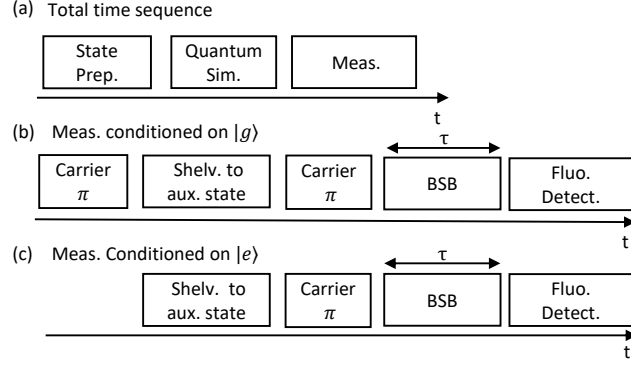 (a) Total time sequence
State Prep.
Quantum Sim.
Meas.
t
(b) Meas. conditioned on |g⟩
τ
Carrier π
Shelv. to aux. state
Carrier π
BSB
Fluo. Detect.
t
(c) Meas. Conditioned on |e⟩
τ
Shelv. to aux. state
Carrier π
BSB
Fluo. Detect.
t